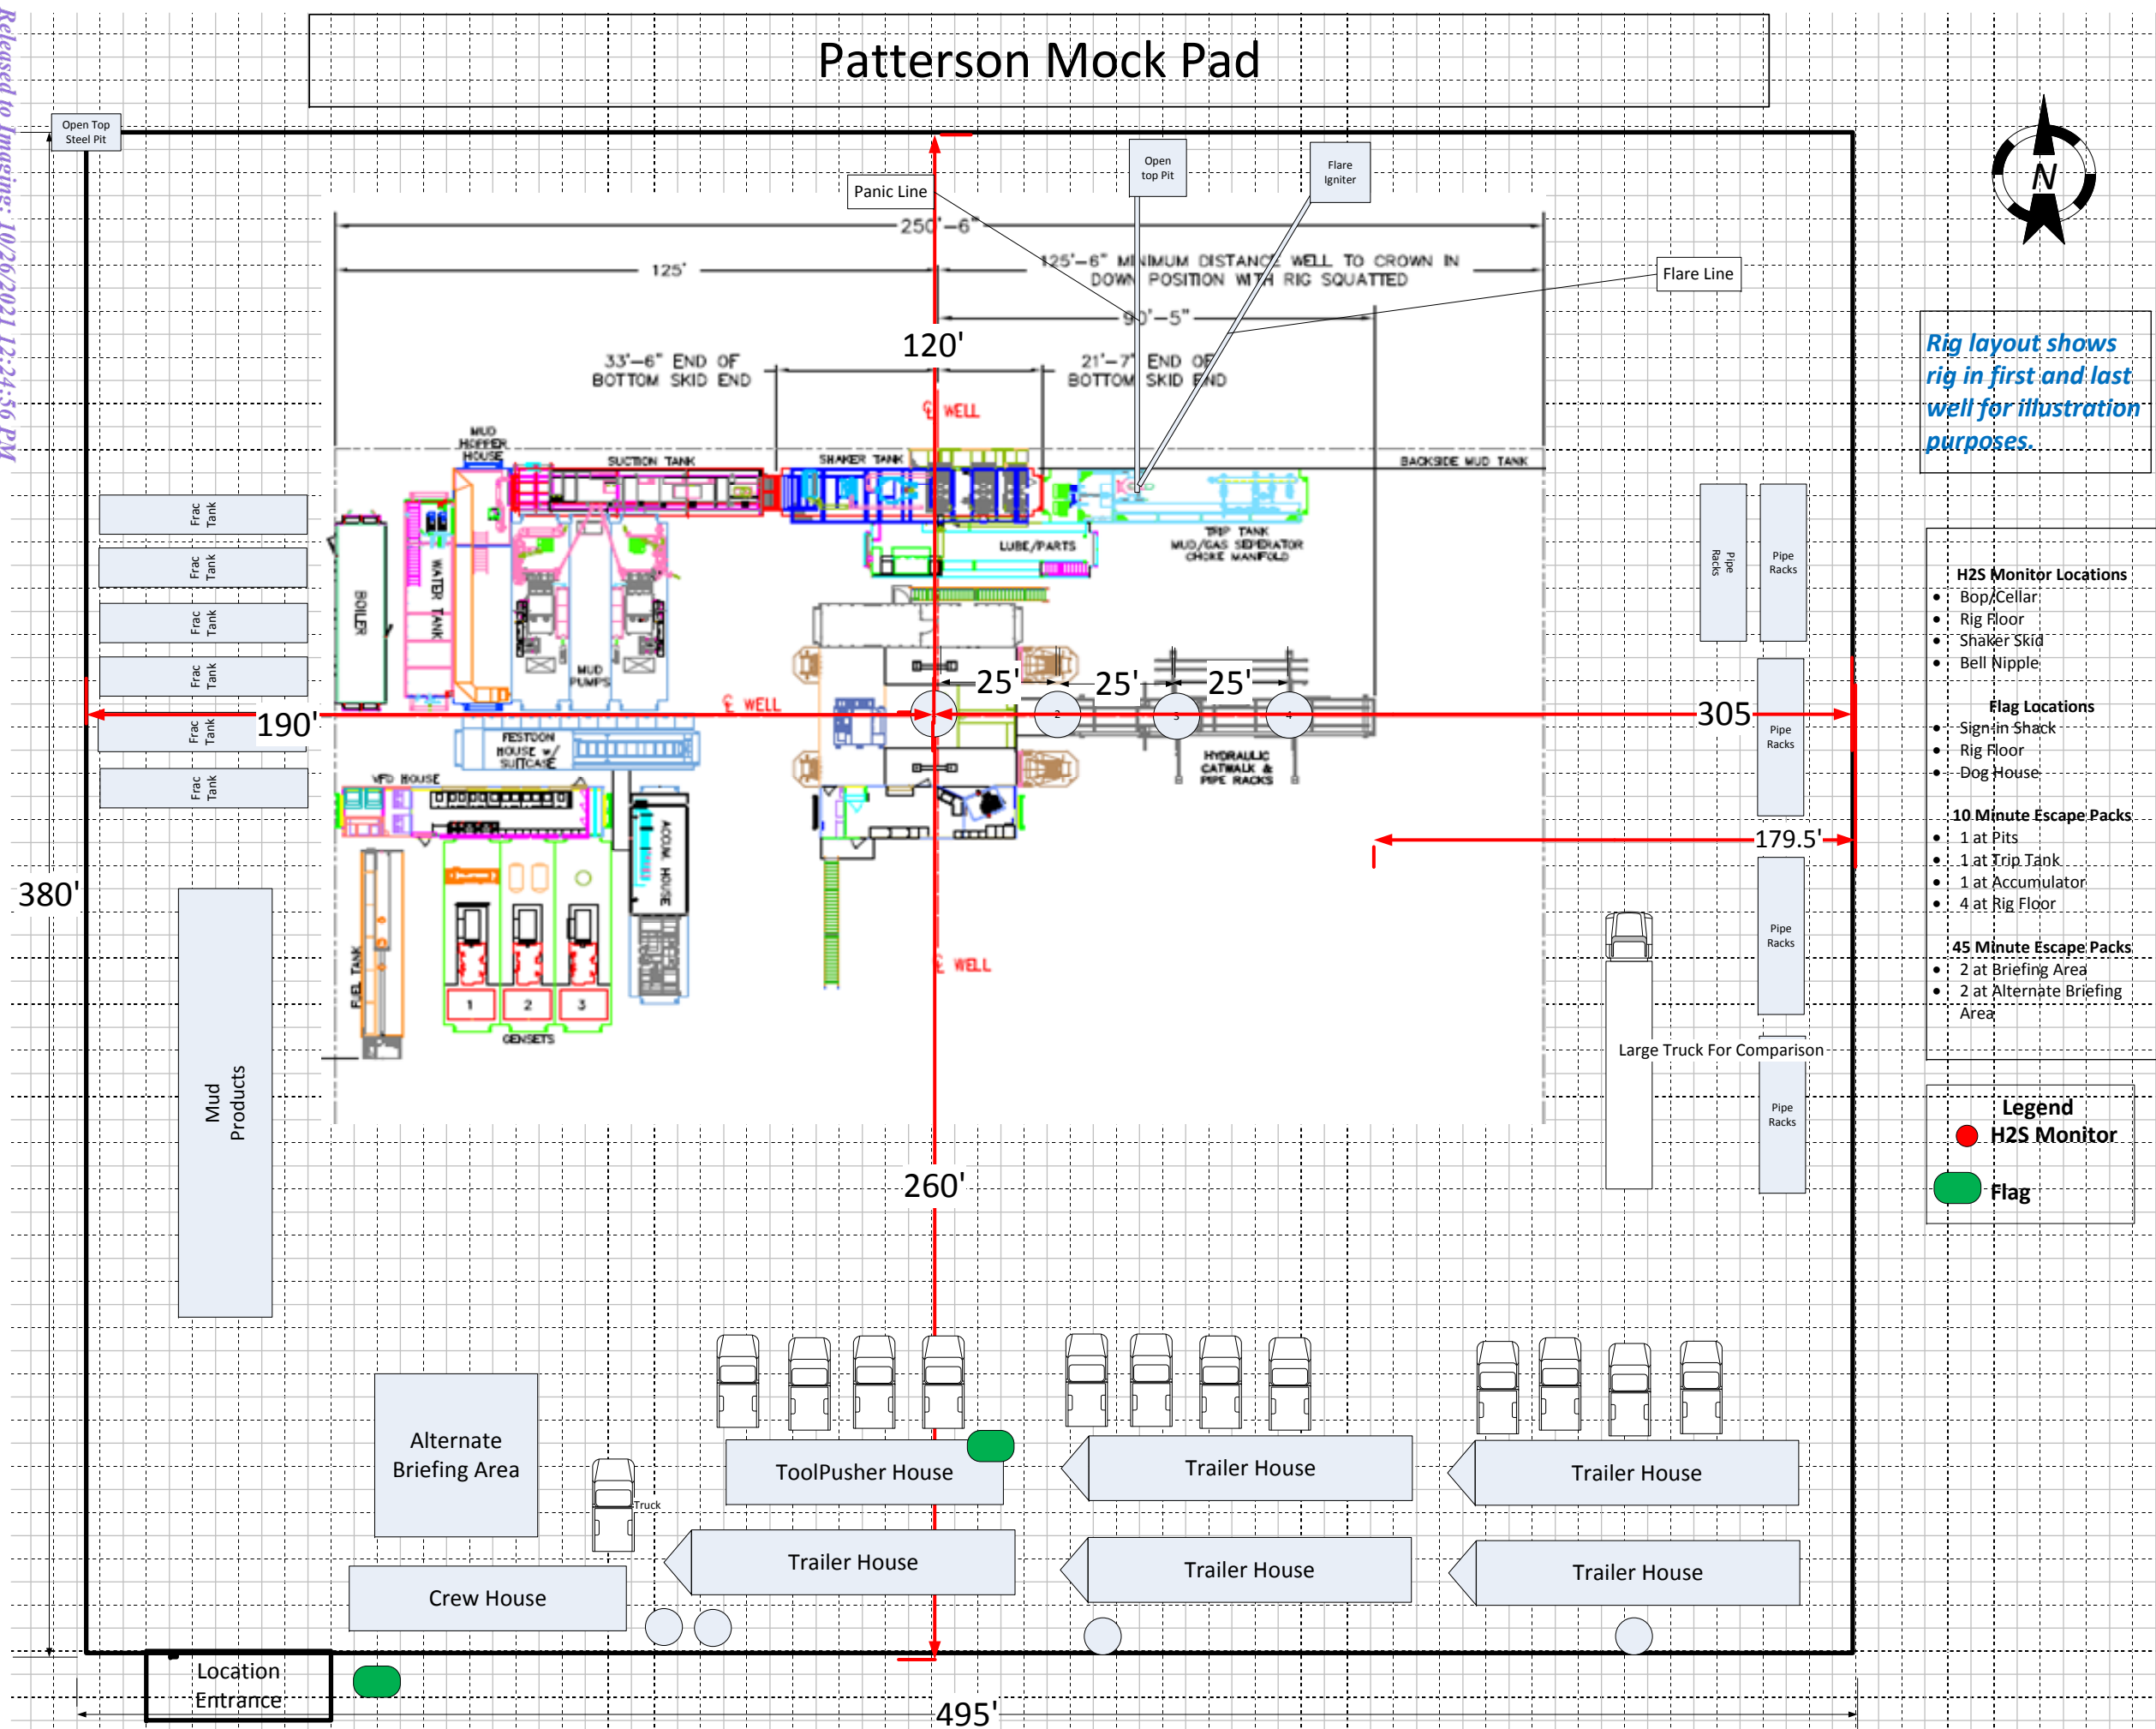 Released to Imaging: 10/26/2021 12:24:56 PM
Patterson Mock Pad
Open Top
Steel Pit
Open
top Pit
Flare
Igniter
Panic Line
N
250'-6"
125'
125'-6" MINIMUM DISTANCE WELL TO CROWN IN
DOWN POSITION WITH RIG SQUATTED
Flare Line
90'-5"
120'
33'-6" END OF
BOTTOM SKID END
21'-7" END OF
BOTTOM SKID END
Rig layout shows
rig in first and last
well for illustration
purposes.
℄ WELL
MUD
HOPPER
HOUSE
SUCTION TANK
SHAKER TANK
BACKSIDE MUD TANK
Frac
Tank
Frac
Tank
Frac
Tank
Frac
Tank
Frac
Tank
Frac
Tank
BOILER
WATER TANK
MUD
PUMPS
LUBE/PARTS
TRIP TANK
MUD/GAS SEPERATOR
CHOKE MANIFOLD
Pipe
Racks
Pipe
Racks
Pipe
Racks
Pipe
Racks
Pipe
Racks
25'
25'
25'
190'
℄ WELL
2
3
4
305
FESTOON
HOUSE w/
SUITCASE
HYDRAULIC
CATWALK &
PIPE RACKS
VFD HOUSE
ACCUM. HOUSE
179.5'
380'
FUEL TANK
1
2
3
GENSETS
℄ WELL
Mud
Products
Large Truck For Comparison
260'
H2S Monitor Locations
• Bop/Cellar
• Rig Floor
• Shaker Skid
• Bell Nipple
Flag Locations
• Sign-in Shack
• Rig Floor
• Dog House
10 Minute Escape Packs
• 1 at Pits
• 1 at Trip Tank
• 1 at Accumulator
• 4 at Rig Floor
45 Minute Escape Packs
• 2 at Briefing Area
• 2 at Alternate Briefing
Area
Legend
H2S Monitor
Flag
Alternate
Briefing Area
Truck
ToolPusher House
Trailer House
Trailer House
Crew House
Trailer House
Trailer House
Trailer House
Location
Entrance
495'